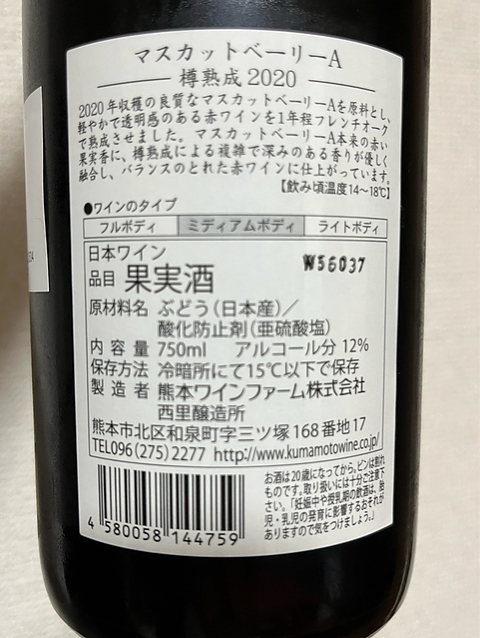 マスカットベーリーA
樽熟成 2020
2020年収穫の良質なマスカットベーリーAを原料とし、
軽やかで透明感のある赤ワインを1年程フレンチオーク
で熟成させました。マスカットベーリーA本来の赤い
果実香に、樽熟成による複雑で深みのある香りが優しく
融合し、バランスのとれた赤ワインに仕上がっています。
【飲み頃温度14～18℃】
●ワインのタイプ
フルボディ ミディアムボディ ライトボディ
日本ワイン W56037
品目 果実酒
原材料名 ぶどう(日本産)／
酸化防止剤(亜硫酸塩)
内容量 750ml アルコール分 12%
保存方法 冷暗所にて15℃以下で保存
製造者 熊本ワインファーム株式会社
西里醸造所
熊本市北区和泉町字三ツ塚168番地17
TEL096(275)2277 http://www.kumamotowine.co.jp/
お酒は20歳になってから。ビンは割れ
ものです。取り扱いには十分ご注意下
さい。「妊娠中や授乳期の飲酒は、胎
児・乳児の発育に影響するおそれが
ありますので気をつけましょう。」
4 580058 144759